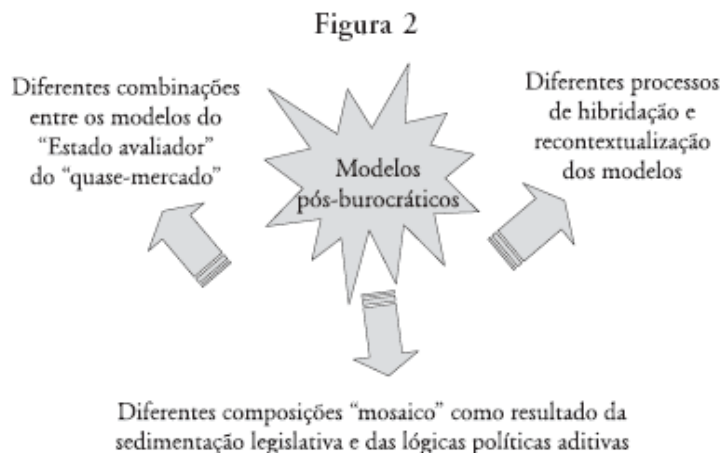 Figura 2
Diferentes combinações
entre os modelos do
“Estado avaliador”
do “quase-mercado”
Modelos
pós-burocráticos
Diferentes processos
de hibridação e
recontextualização
dos modelos
Diferentes composições “mosaico” como resultado da
sedimentação legislativa e das lógicas políticas aditivas